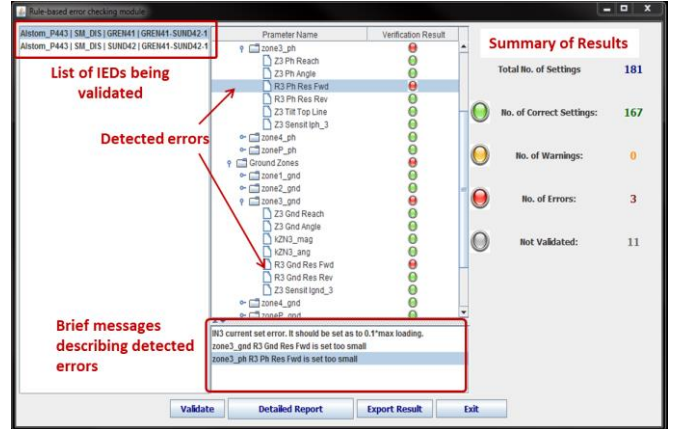 Rule-based error checking module
Alstom_P443 | SM_DIS | GREN41 | GREN41-SUND42-1
Alstom_P443 | SM_DIS | SUND42 | GREN41-SUND42-1
List of IEDs being
validated
Detected errors
Brief messages
describing detected
errors
Prameter Name Verification Result
zone3_ph
Z3 Ph Reach
Z3 Ph Angle
R3 Ph Res Fwd
R3 Ph Res Rev
Z3 Tilt Top Line
Z3 Sensit Iph_3
zone4_ph
zoneP_ph
Ground Zones
zone1_gnd
zone2_gnd
zone3_gnd
Z3 Gnd Reach
Z3 Gnd Angle
kZN3_mag
kZN3_ang
R3 Gnd Res Fwd
R3 Gnd Res Rev
Z3 Sensit Ignd_3
zone4_gnd
zoneP_gnd
IN3 current set error. It should be set as to 0.1*max loading.
zone3_gnd R3 Gnd Res Fwd is set too small
zone3_ph R3 Ph Res Fwd is set too small
Summary of Results
Total No. of Settings 181
No. of Correct Settings: 167
No. of Warnings: 0
No. of Errors: 3
Not Validated: 11
Validate Detailed Report Export Result Exit